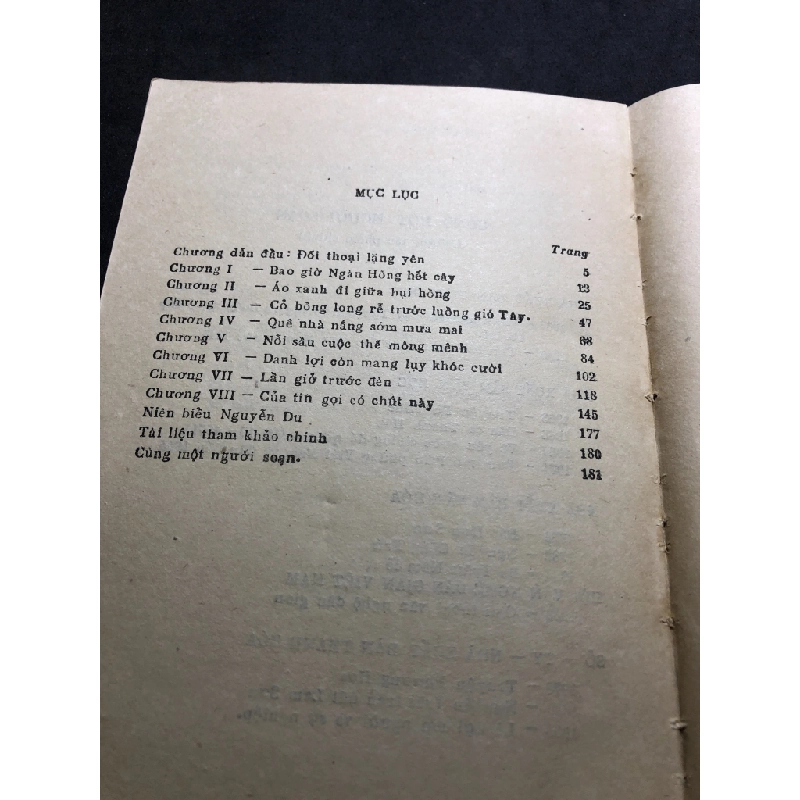 MỤC LỤC
Trang
Chương dẫn đầu: Đối thoại lặng yên 5
Chương I — Bao giờ Ngàn Hống hết cây 13
Chương II — Áo xanh đi giữa bụi hồng 25
Chương III — Cỏ bồng long rễ trước luồng gió Tây. 47
Chương IV — Quê nhà nắng sớm mưa mai 68
Chương V — Nỗi sầu cuộc thế mông mênh 84
Chương VI — Danh lợi còn mang lụy khóc cười 102
Chương VII — Lần giở trước đèn 118
Chương VIII — Của tin gọi có chút này 145
Niên biểu Nguyễn Du 177
Tài liệu tham khảo chính 180
Cùng một người soạn. 181